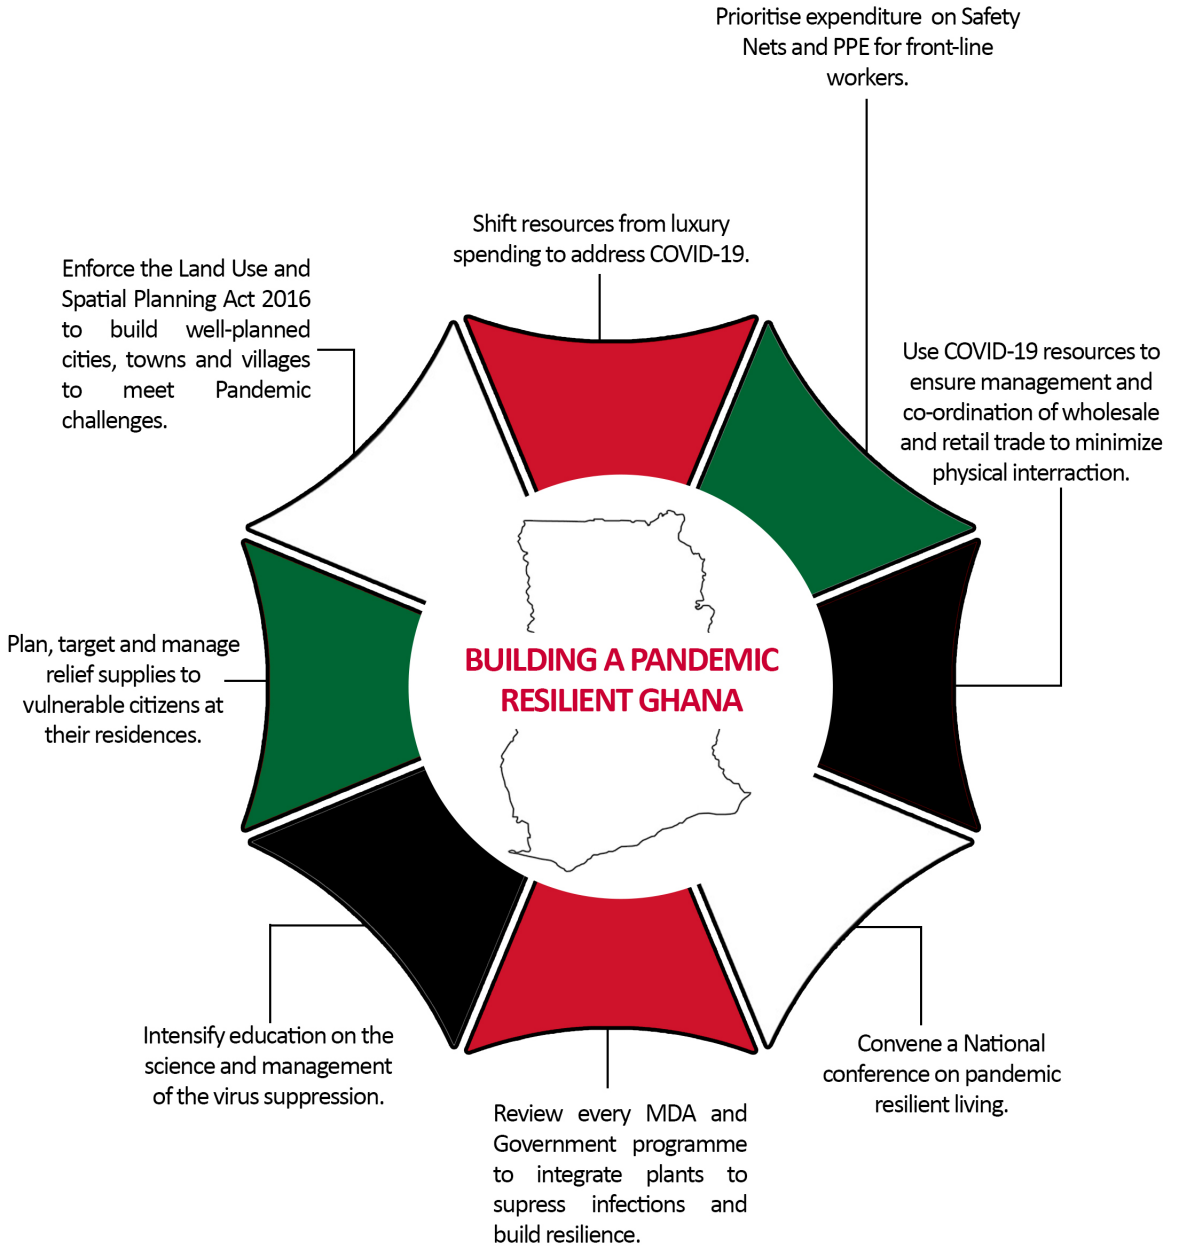 Prioritise expenditure on Safety
Nets and PPE for front-line
workers.
Shift resources from luxury
spending to address COVID-19.
Enforce the Land Use and
Spatial Planning Act 2016
to build well-planned
cities, towns and villages
to meet Pandemic
challenges.
Use COVID-19 resources to
ensure management and
co-ordination of wholesale
and retail trade to minimize
physical interraction.
Plan, target and manage
relief supplies to
vulnerable citizens at
their residences.
BUILDING A PANDEMIC
RESILIENT GHANA
Intensify education on the
science and management
of the virus suppression.
Convene a National
conference on pandemic
resilient living.
Review every MDA and
Government programme
to integrate plants to
supress infections and
build resilience.